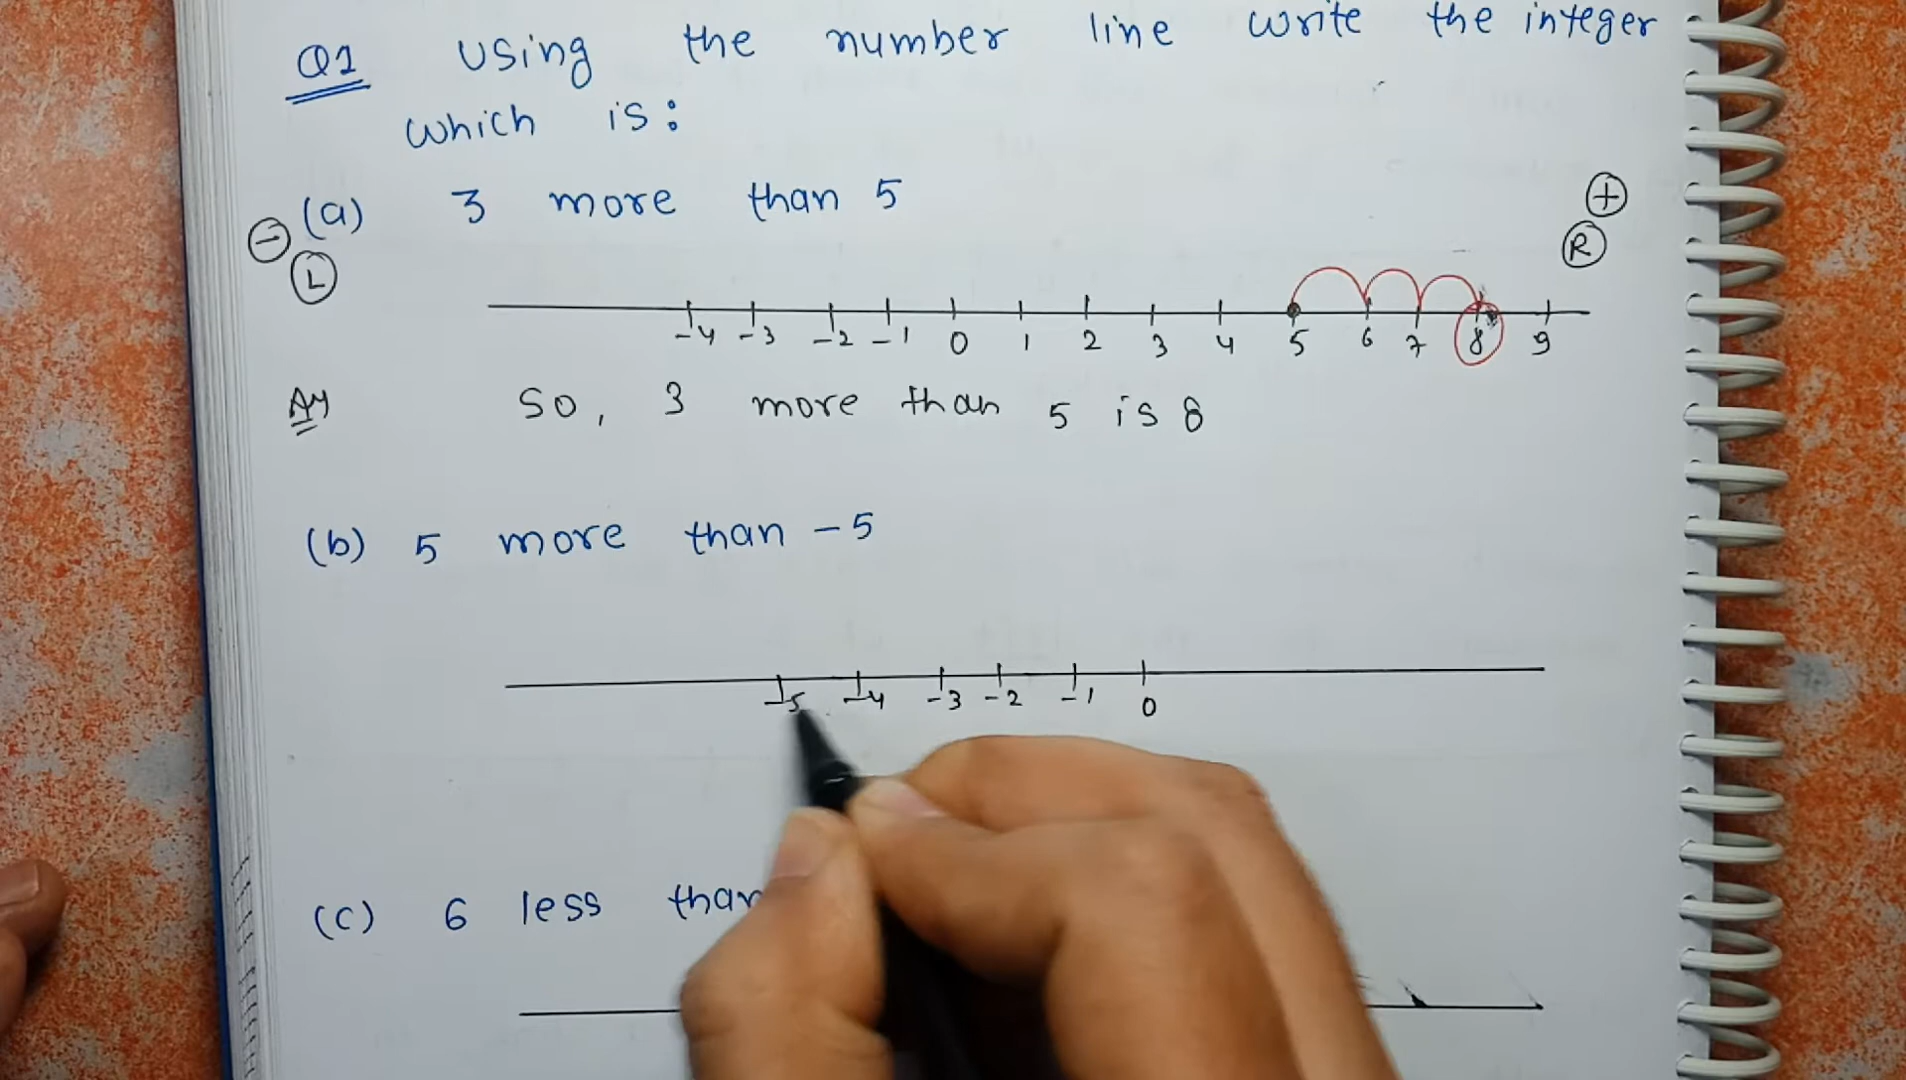 Q1 Using the number line write the integer
which is:
(a) 3 more than 5
− L
+
R
-4 -3 -2 -1 0 1 2 3 4 5 6 7 8 9
So, 3 more than 5 is 8
(b) 5 more than -5
-5 -4 -3 -2 -1 0
(c) 6 less than